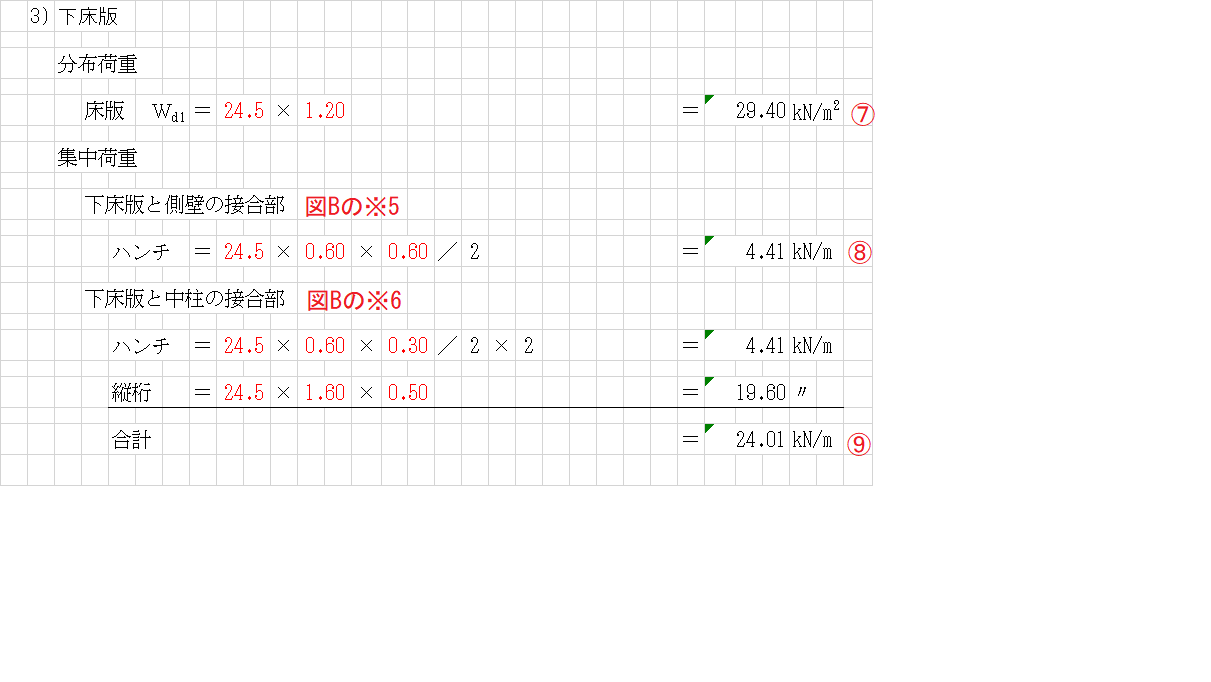 3) 下床版
分布荷重
床版 Wd1 = 24.5 × 1.20 = 29.40 kN/m² ⑦
集中荷重
下床版と側壁の接合部 図Bの※5
ハンチ = 24.5 × 0.60 × 0.60 ／ 2 = 4.41 kN/m ⑧
下床版と中柱の接合部 図Bの※6
ハンチ = 24.5 × 0.60 × 0.30 ／ 2 × 2 = 4.41 kN/m
縦桁 = 24.5 × 1.60 × 0.50 = 19.60 〃
合計 = 24.01 kN/m ⑨